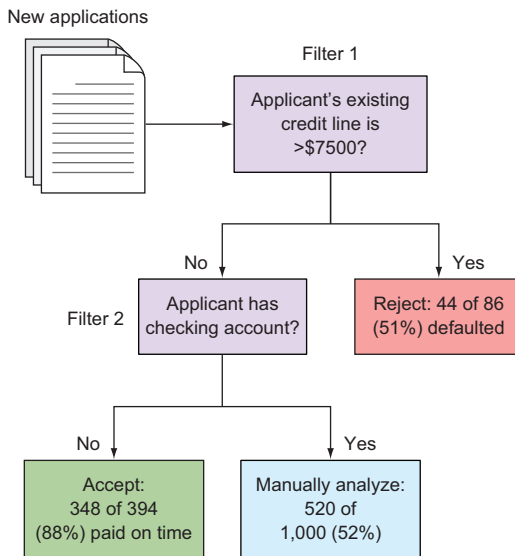 New applications
Filter 1
Applicant’s existing
credit line is
>$7500?
No
Yes
Filter 2
Applicant has
checking account?
Reject: 44 of 86
(51%) defaulted
No
Yes
Accept:
348 of 394
(88%) paid on time
Manually analyze:
520 of
1,000 (52%)